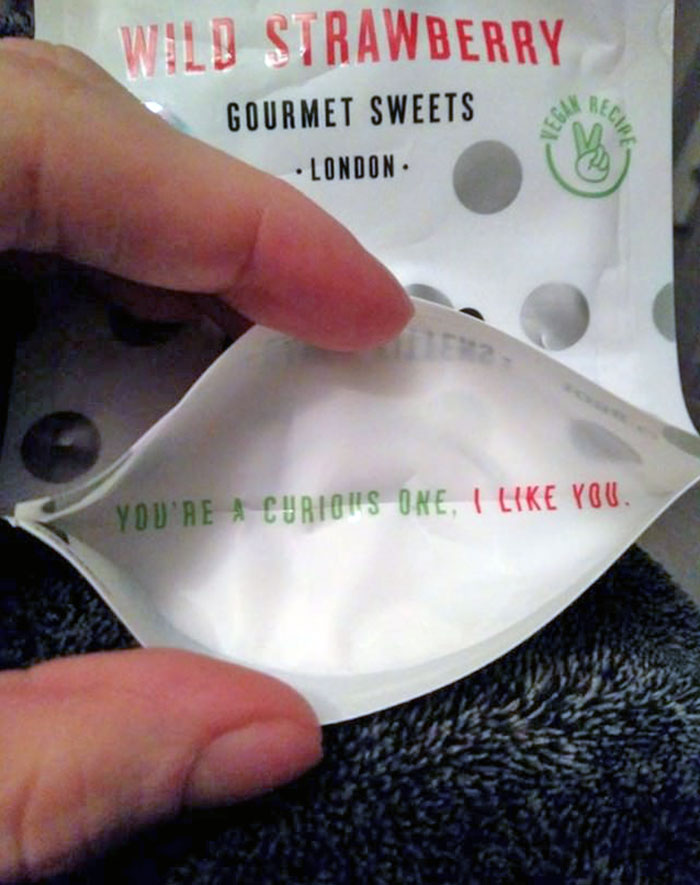 WILD STRAWBERRY
GOURMET SWEETS
· LONDON ·
VEGAN RECIPE
YOU'RE A CURIOUS ONE, I LIKE YOU.